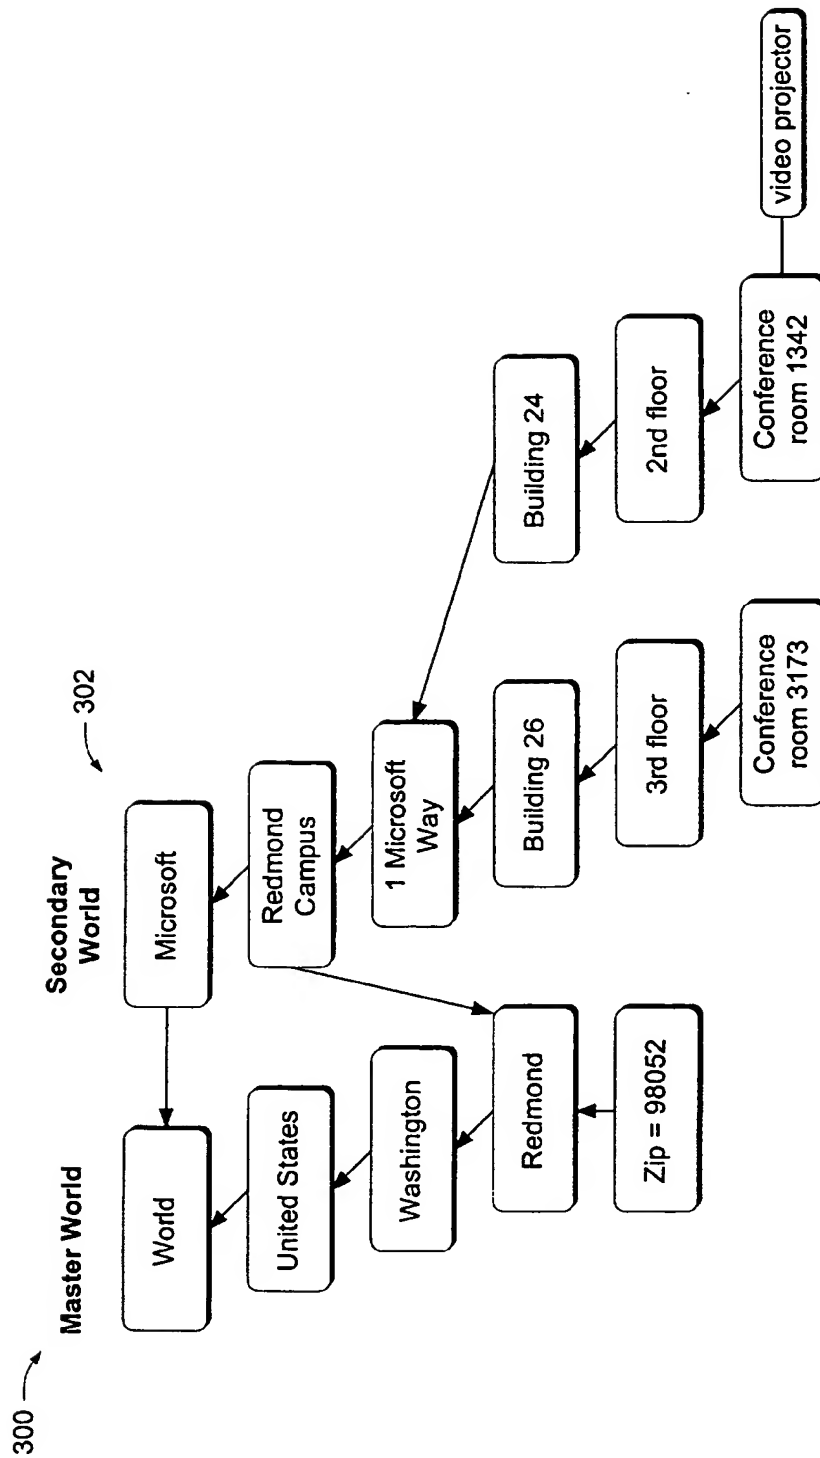 300
Master World
World
United States
Washington
Redmond
Zip = 98052
Secondary
World
302
Microsoft
Redmond
Campus
1 Microsoft
Way
Building 26
3rd floor
Conference
room 3173
Building 24
2nd floor
Conference
room 1342
video projector